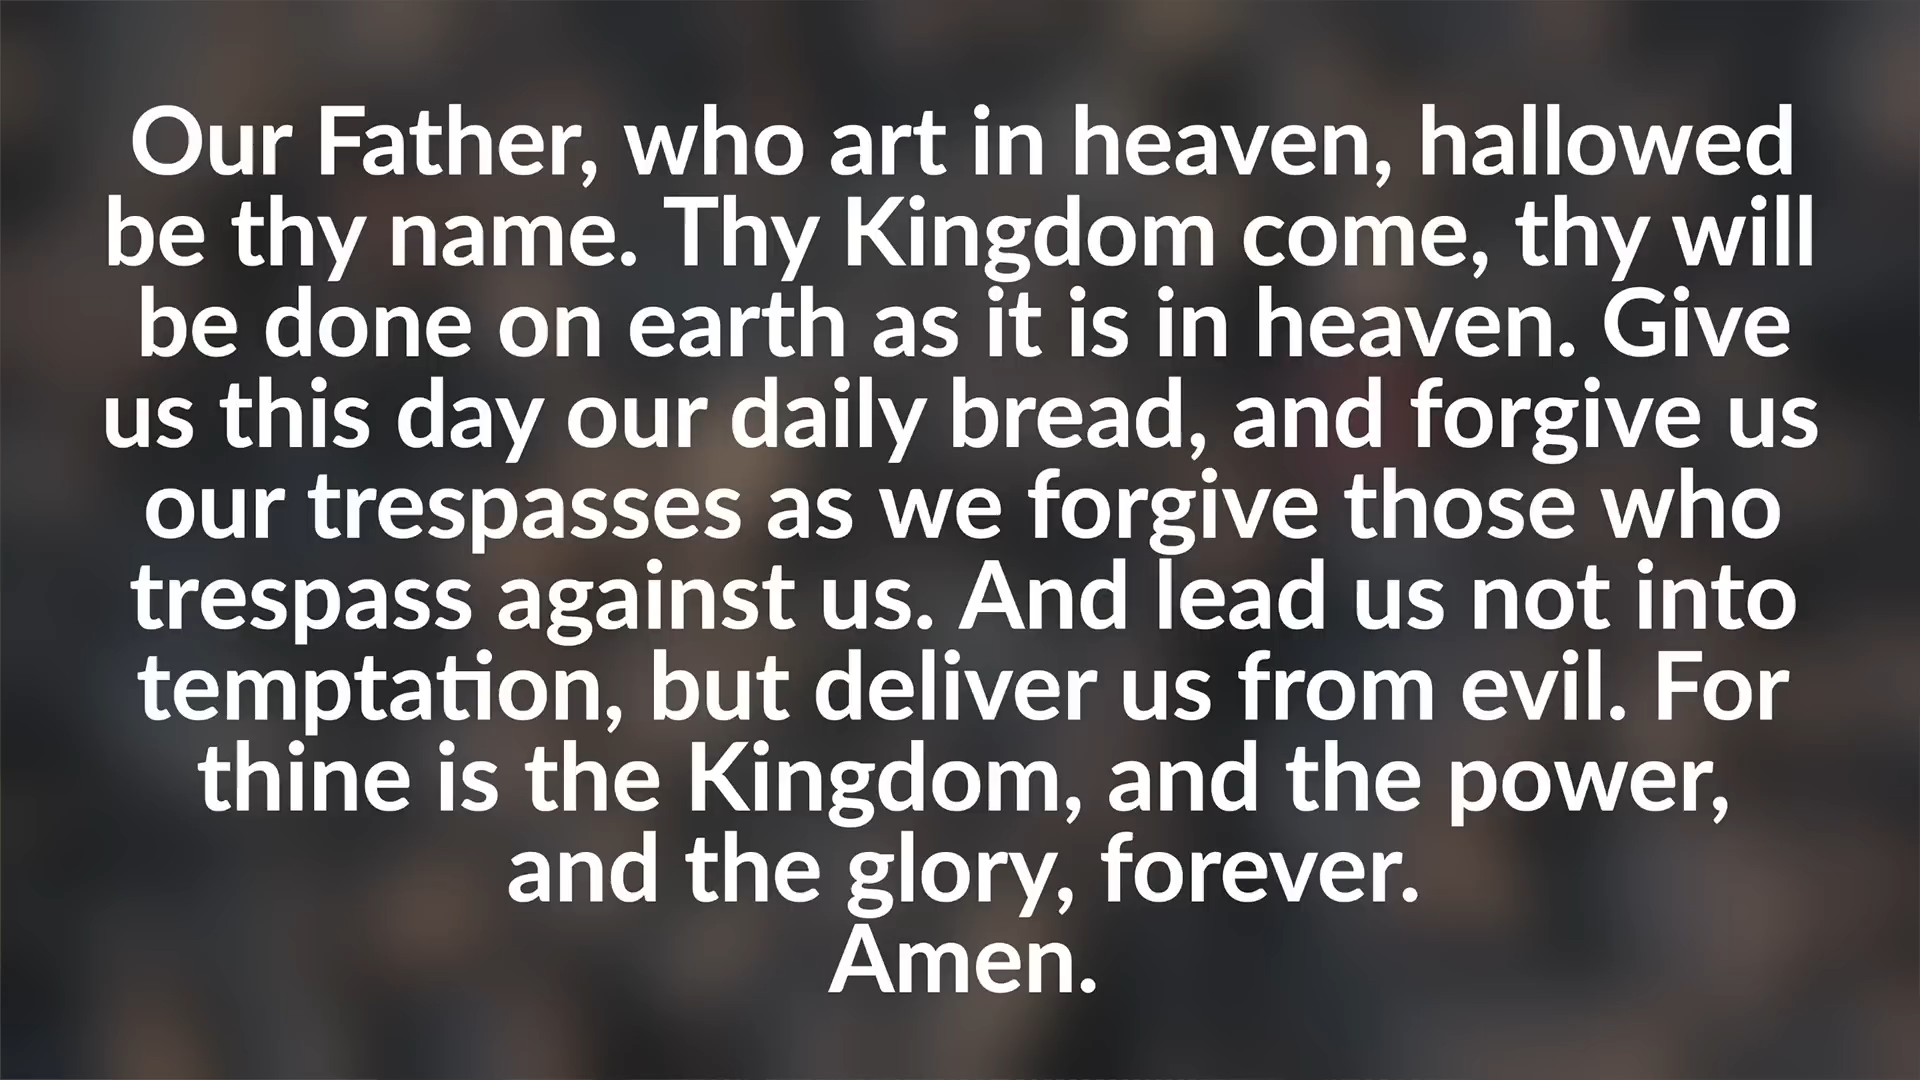 Our Father, who art in heaven, hallowed
be thy name. Thy Kingdom come, thy will
be done on earth as it is in heaven. Give
us this day our daily bread, and forgive us
our trespasses as we forgive those who
trespass against us. And lead us not into
temptation, but deliver us from evil. For
thine is the Kingdom, and the power,
and the glory, forever.
Amen.